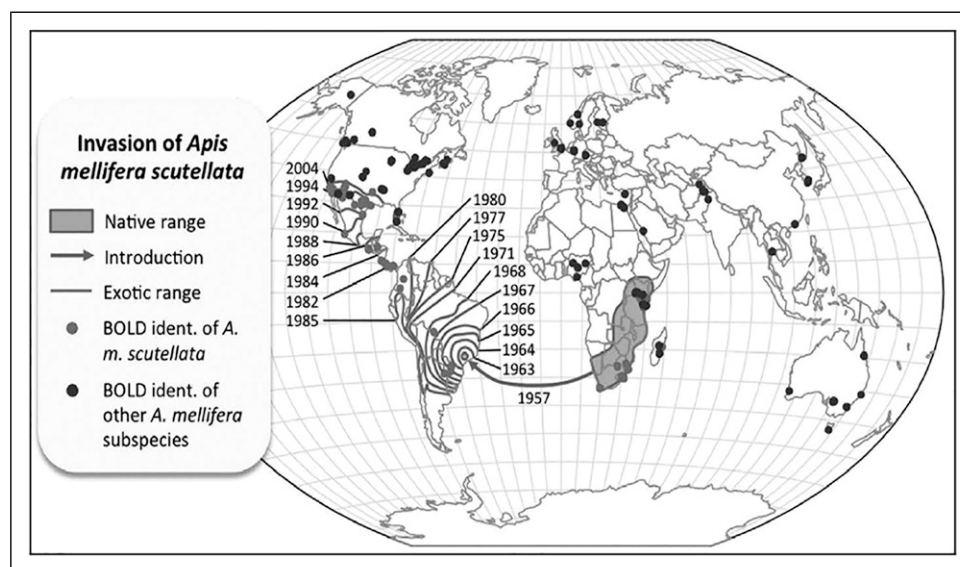 Invasion of Apis
mellifera scutellata
Native range
Introduction
Exotic range
BOLD ident. of A.
m. scutellata
BOLD ident. of
other A. mellifera
subspecies
2004
1994
1992
1990
1988
1986
1984
1982
1985
1980
1977
1975
1971
1968
1967
1966
1965
1964
1963
1957